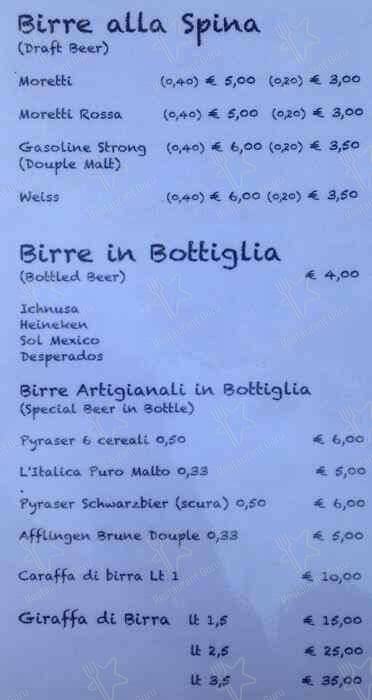 Birre alla Spina
(Draft Beer)
Moretti (0,40) € 5,00 (0,20) € 3,00
Moretti Rossa (0,40) € 5,00 (0,20) € 3,00
Gasoline Strong (0,40) € 6,00 (0,20) € 3,50
(Douple Malt)
Weiss (0,40) € 6,00 (0,20) € 3,50
Birre in Bottiglia
(Bottled Beer) € 4,00
Ichnusa
Heineken
Sol Mexico
Desperados
Birre Artigianali in Bottiglia
(Special Beer in Bottle)
Pyraser 6 cereali 0,50 € 6,00
L'Italica Puro Malto 0,33 € 5,00
Pyraser Schwarzbier (scura) 0,50 € 6,00
Afflingen Brune Douple 0,33 € 5,00
Caraffa di birra Lt 1 € 10,00
Giraffa di Birra lt 1,5 € 15,00
lt 2,5 € 25,00
lt 3,5 € 35,00